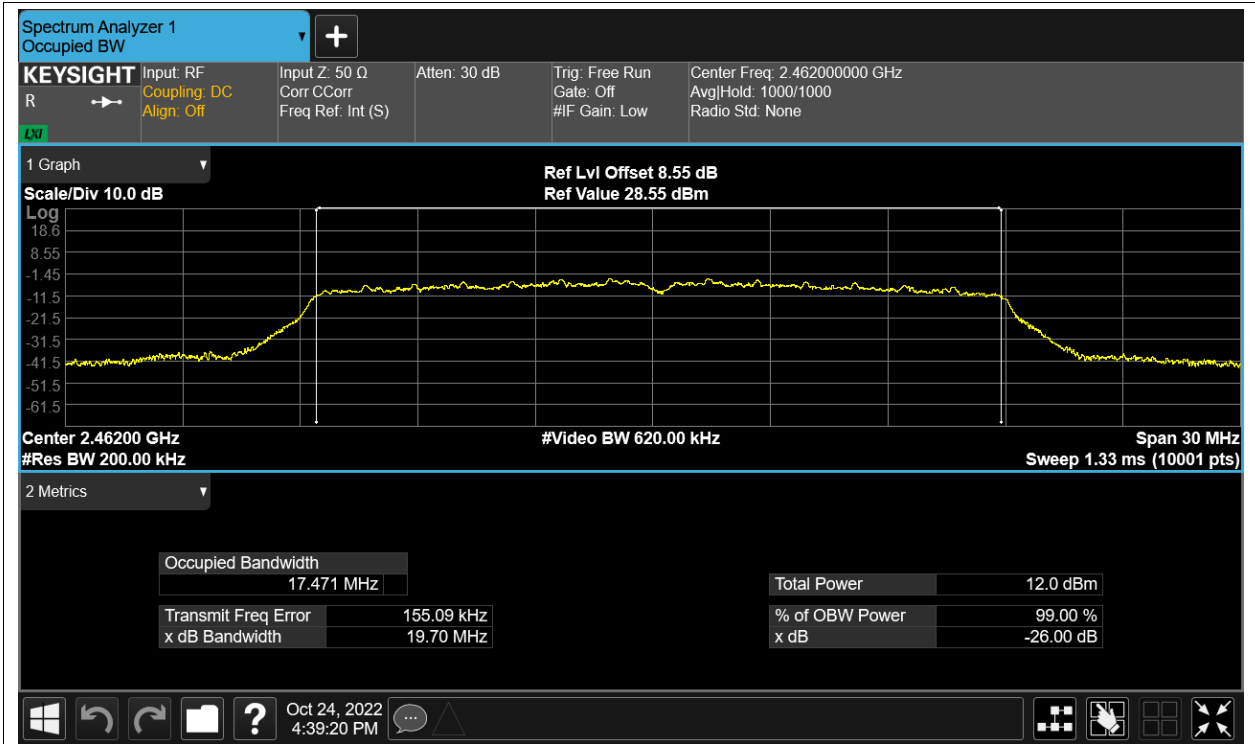 Spectrum Analyzer 1
Occupied BW
KEYSIGHT
R
LXI
Input: RF
Coupling: DC
Align: Off
Input Z: 50 Ω
Corr CCorr
Freq Ref: Int (S)
Atten: 30 dB
Trig: Free Run
Gate: Off
#IF Gain: Low
Center Freq: 2.462000000 GHz
Avg|Hold: 1000/1000
Radio Std: None
1 Graph
Scale/Div 10.0 dB
Ref Lvl Offset 8.55 dB
Ref Value 28.55 dBm
Log
18.6
8.55
-1.45
-11.5
-21.5
-31.5
-41.5
-51.5
-61.5
Center 2.46200 GHz
#Res BW 200.00 kHz
#Video BW 620.00 kHz
Span 30 MHz
Sweep 1.33 ms (10001 pts)
2 Metrics
Occupied Bandwidth
17.471 MHz
Transmit Freq Error 155.09 kHz
x dB Bandwidth 19.70 MHz
Total Power 12.0 dBm
% of OBW Power 99.00 %
x dB -26.00 dB
?
Oct 24, 2022
4:39:20 PM